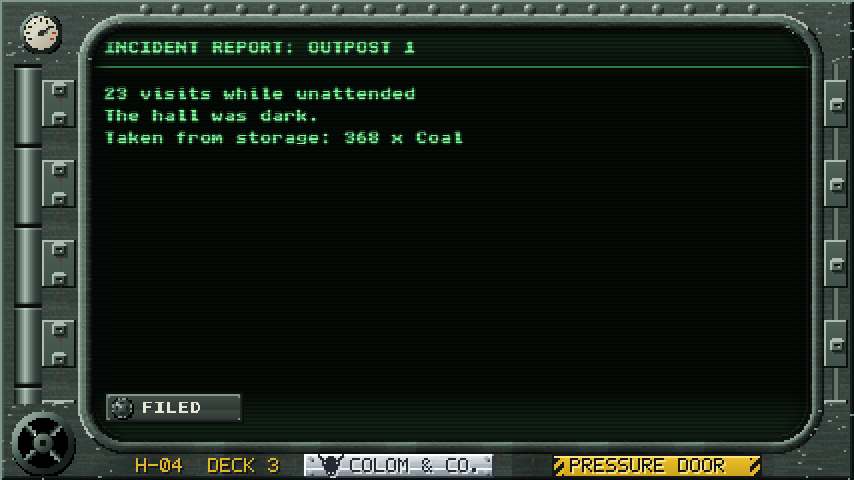 INCIDENT REPORT: OUTPOST 1
23 visits while unattended
The hall was dark.
Taken from storage: 368 x Coal
FILED
H-04 DECK 3 COLOM & CO. PRESSURE DOOR